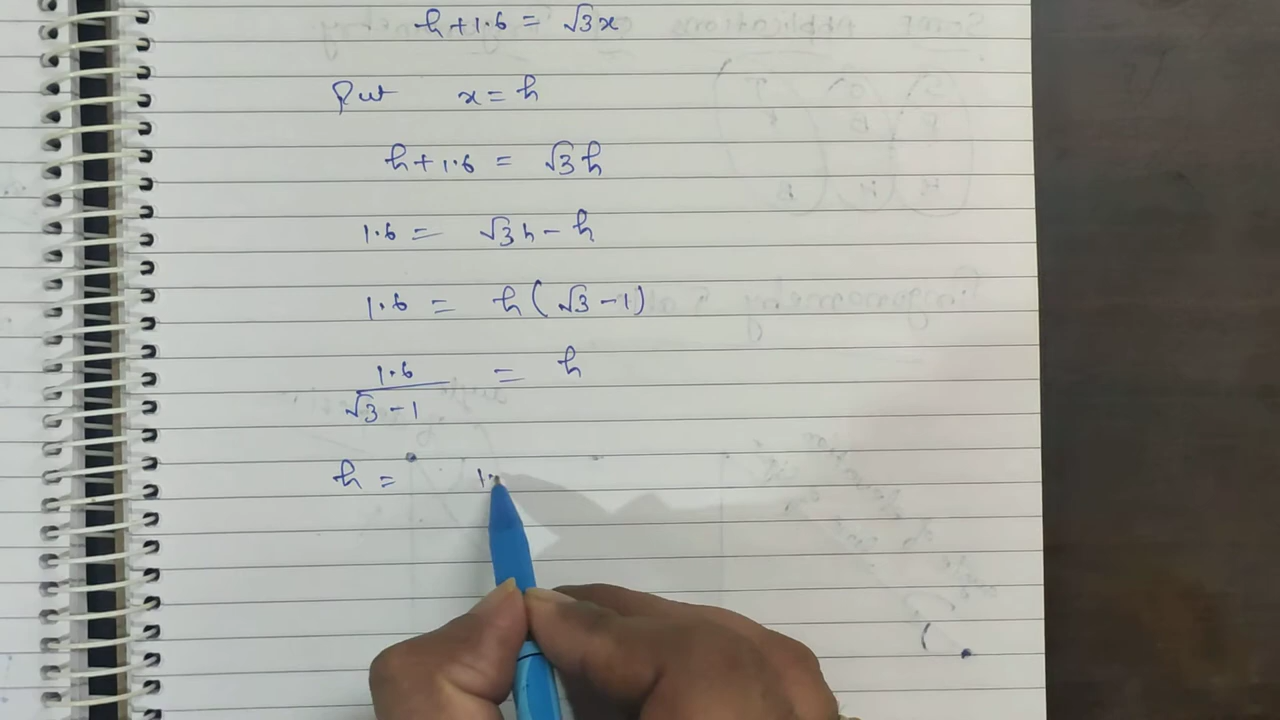 h+1.6 = √3x
Put x = h
h+1.6 = √3h
1.6 = √3h - h
1.6 = h(√3-1)
1.6/(√3-1) = h
h = 1.